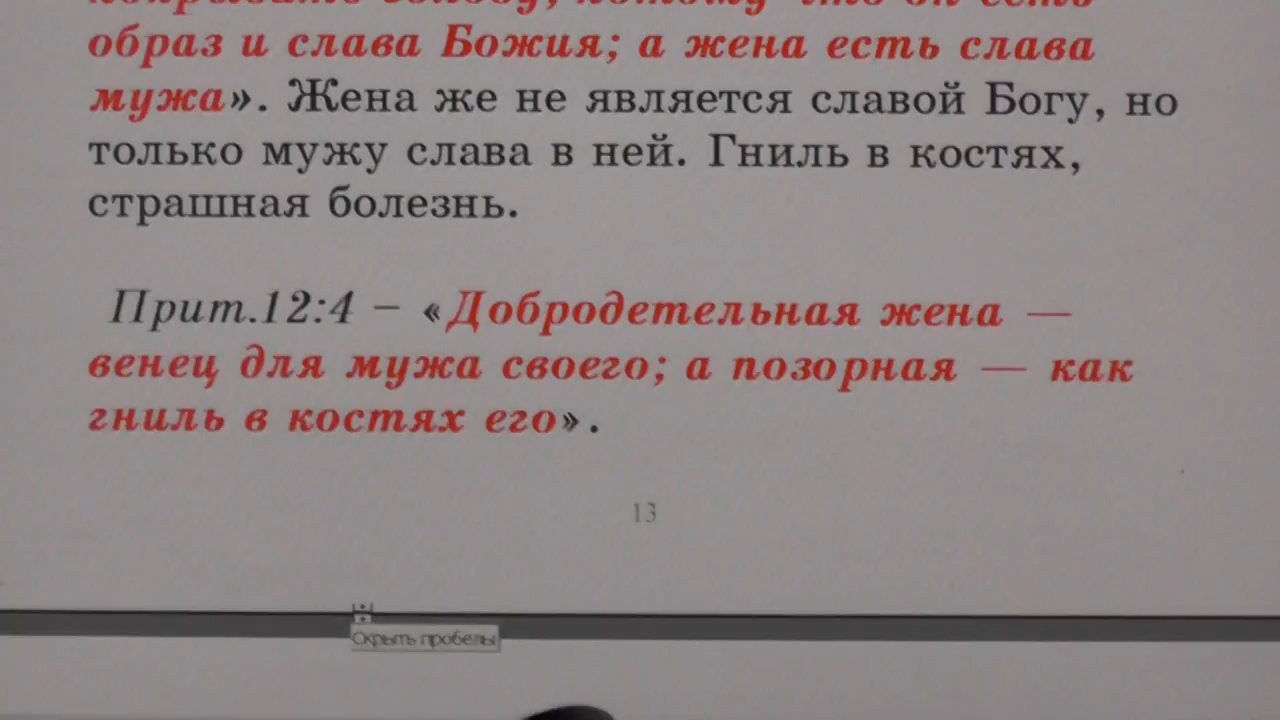 образ и слава Божия; а жена есть слава
мужа». Жена же не является славой Богу, но
только мужу слава в ней. Гниль в костях,
страшная болезнь.
Прит.12:4 – «Добродетельная жена —
венец для мужа своего; а позорная — как
гниль в костях его».
13
Скрыть пробелы